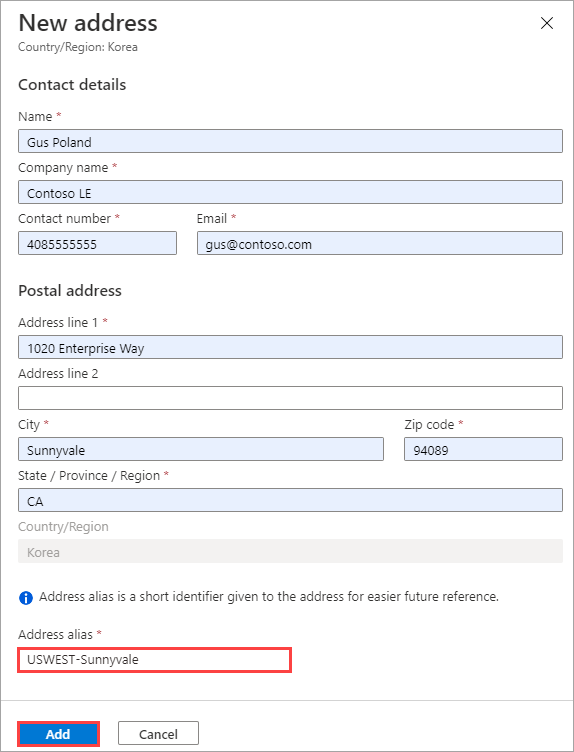 New address
Country/Region: Korea
Contact details
Name *
Gus Poland
Company name *
Contoso LE
Contact number * Email *
4085555555 gus@contoso.com
Postal address
Address line 1 *
1020 Enterprise Way
Address line 2
City * Zip code *
Sunnyvale 94089
State / Province / Region *
CA
Country/Region
Korea
Address alias is a short identifier given to the address for easier future reference.
Address alias *
USWEST-Sunnyvale
Add Cancel